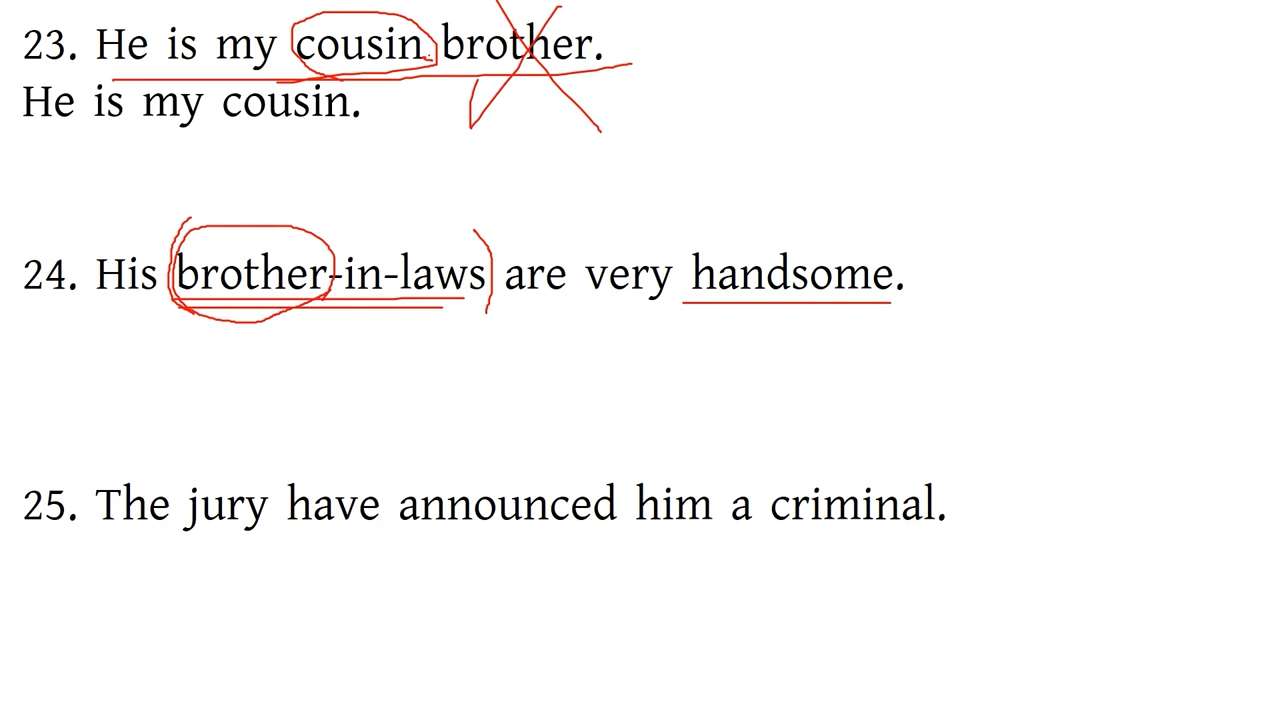 23. He is my cousin brother.
He is my cousin.
24. His brother-in-laws are very handsome.
25. The jury have announced him a criminal.